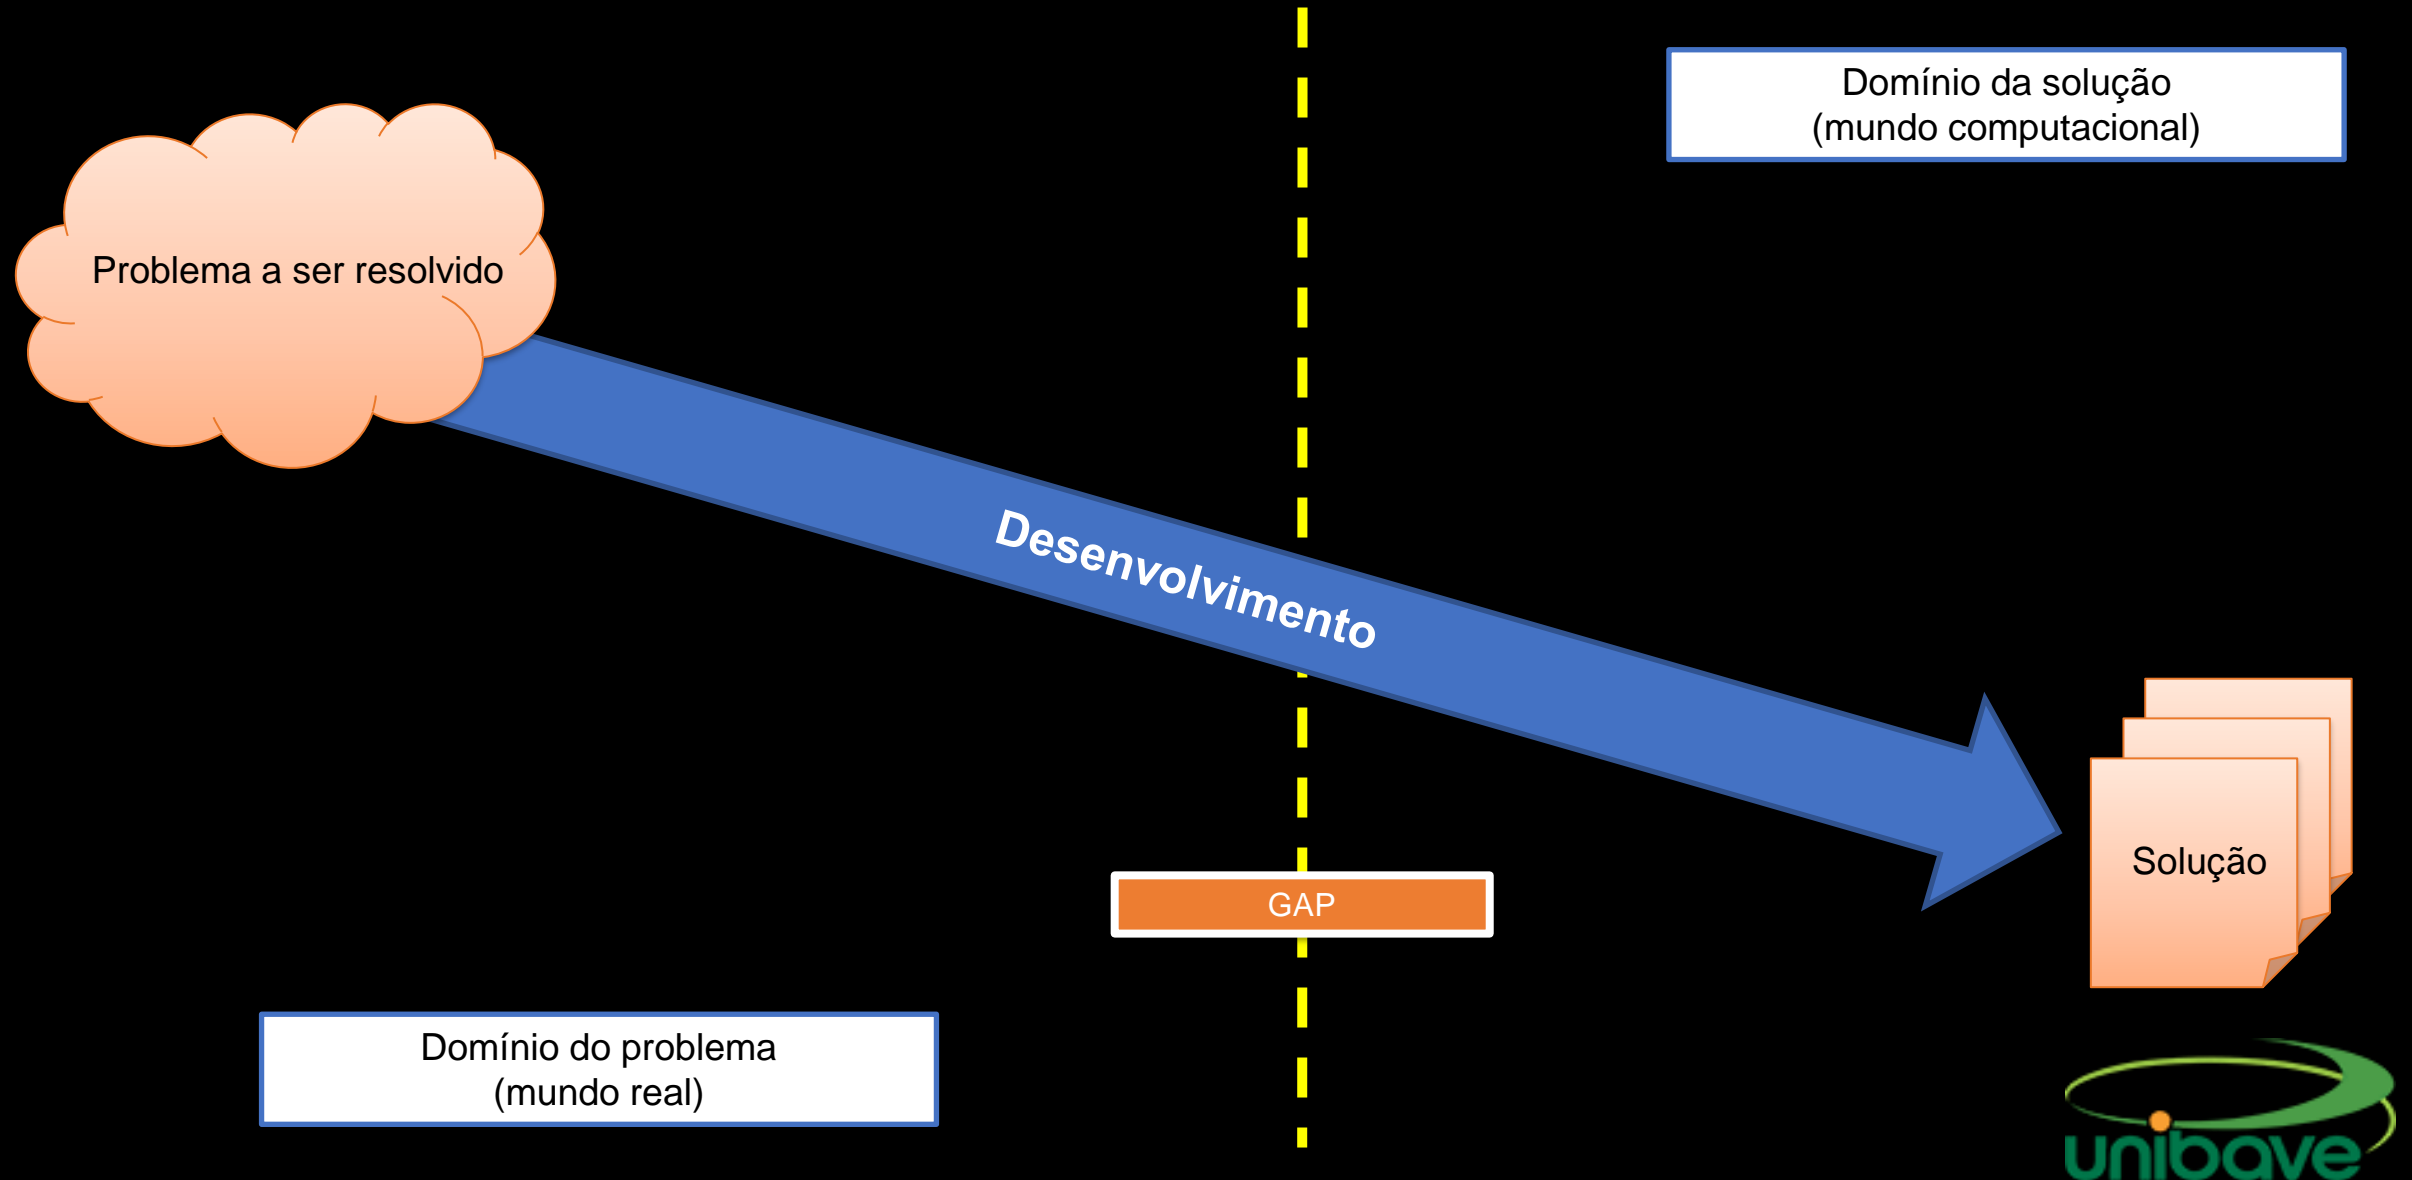 Domínio da solução
(mundo computacional)
Problema a ser resolvido
Desenvolvimento
Solução
GAP
Domínio do problema
(mundo real)
unibave